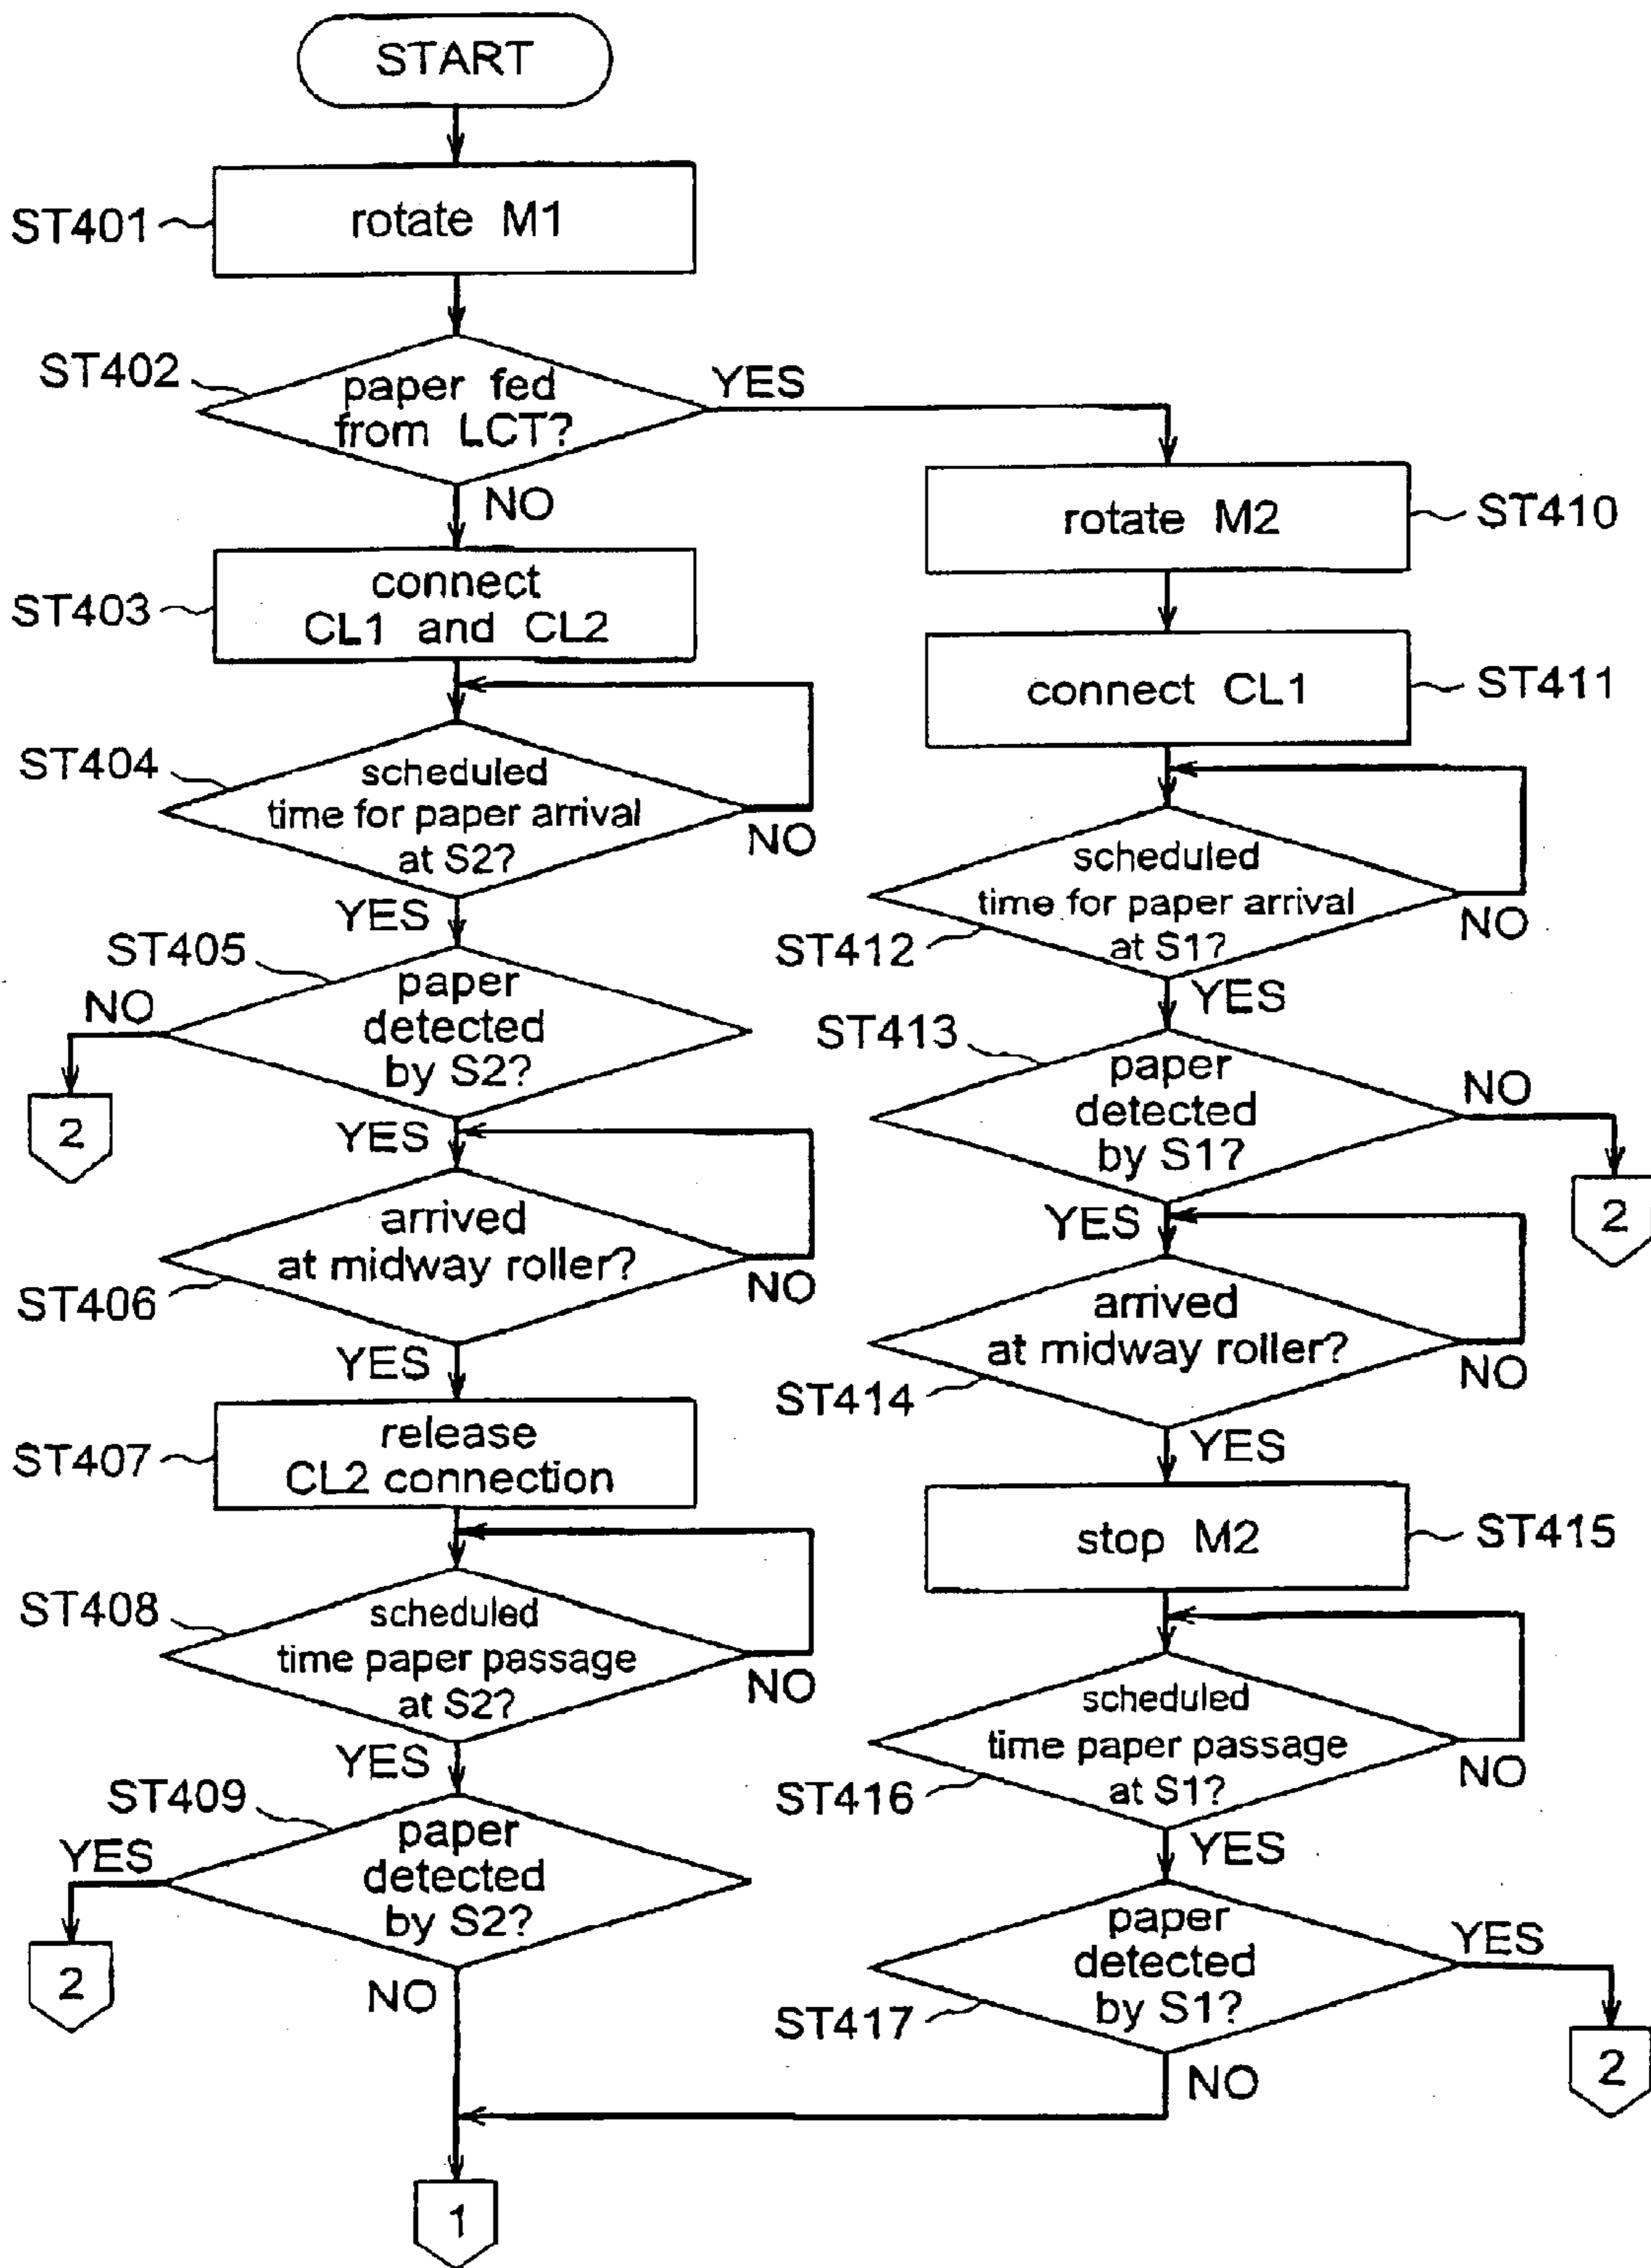 START
ST401
rotate M1
ST402
paper fed
from LCT?
YES
NO
ST403
connect
CL1 and CL2
ST404
scheduled
time for paper arrival
at S2?
NO
YES
ST405
paper
detected
by S2?
NO
2
YES
ST406
arrived
at midway roller?
NO
YES
ST407
release
CL2 connection
ST408
scheduled
time paper passage
at S2?
NO
YES
ST409
paper
detected
by S2?
YES
2
NO
rotate M2
ST410
connect CL1
ST411
scheduled
time for paper arrival
at S1?
ST412
NO
YES
ST413
paper
detected
by S1?
NO
2
YES
arrived
at midway roller?
ST414
NO
YES
stop M2
ST415
scheduled
time paper passage
at S1?
ST416
NO
YES
paper
detected
by S1?
ST417
YES
2
NO
1